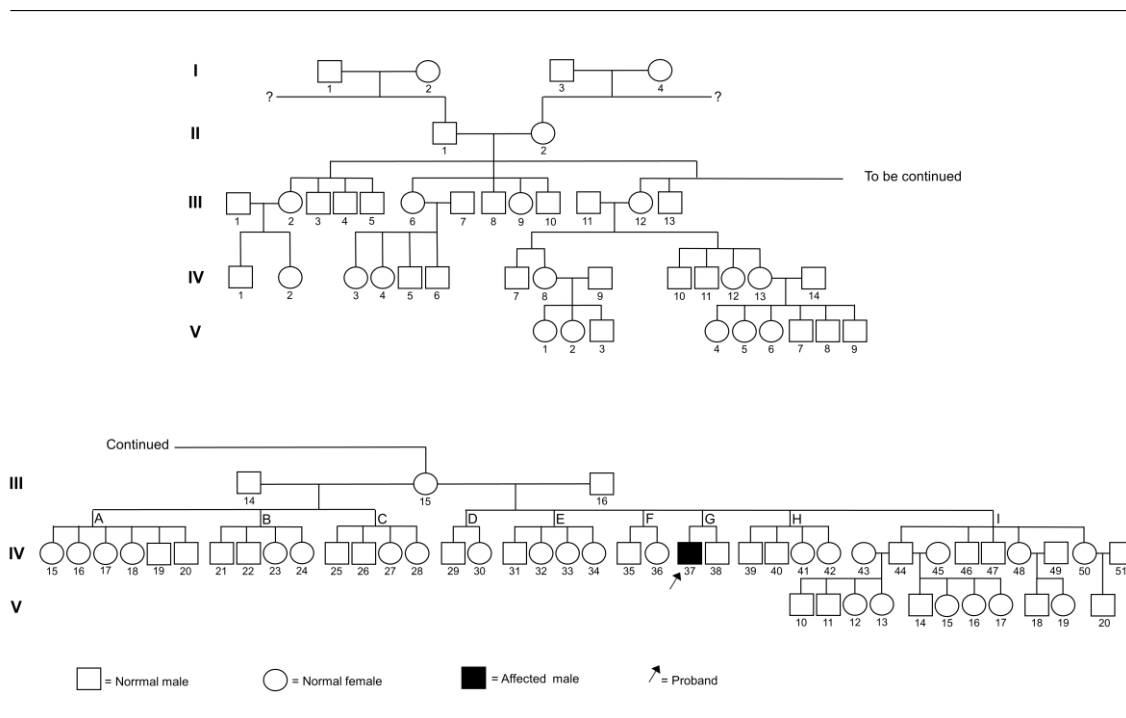 I
1 2 3 4
? ?
II
1 2
To be continued
III
1 2 3 4 5 6 7 8 9 10 11 12 13
IV
1 2 3 4 5 6 7 8 9 10 11 12 13 14
V
1 2 3 4 5 6 7 8 9
Continued
III
14 15 16
A B C D E F G H I
IV
15 16 17 18 19 20 21 22 23 24 25 26 27 28 29 30 31 32 33 34 35 36 37 38 39 40 41 42 43 44 45 46 47 48 49 50 51
V
10 11 12 13 14 15 16 17 18 19 20
= Norrmal male = Normal female = Affected male = Proband